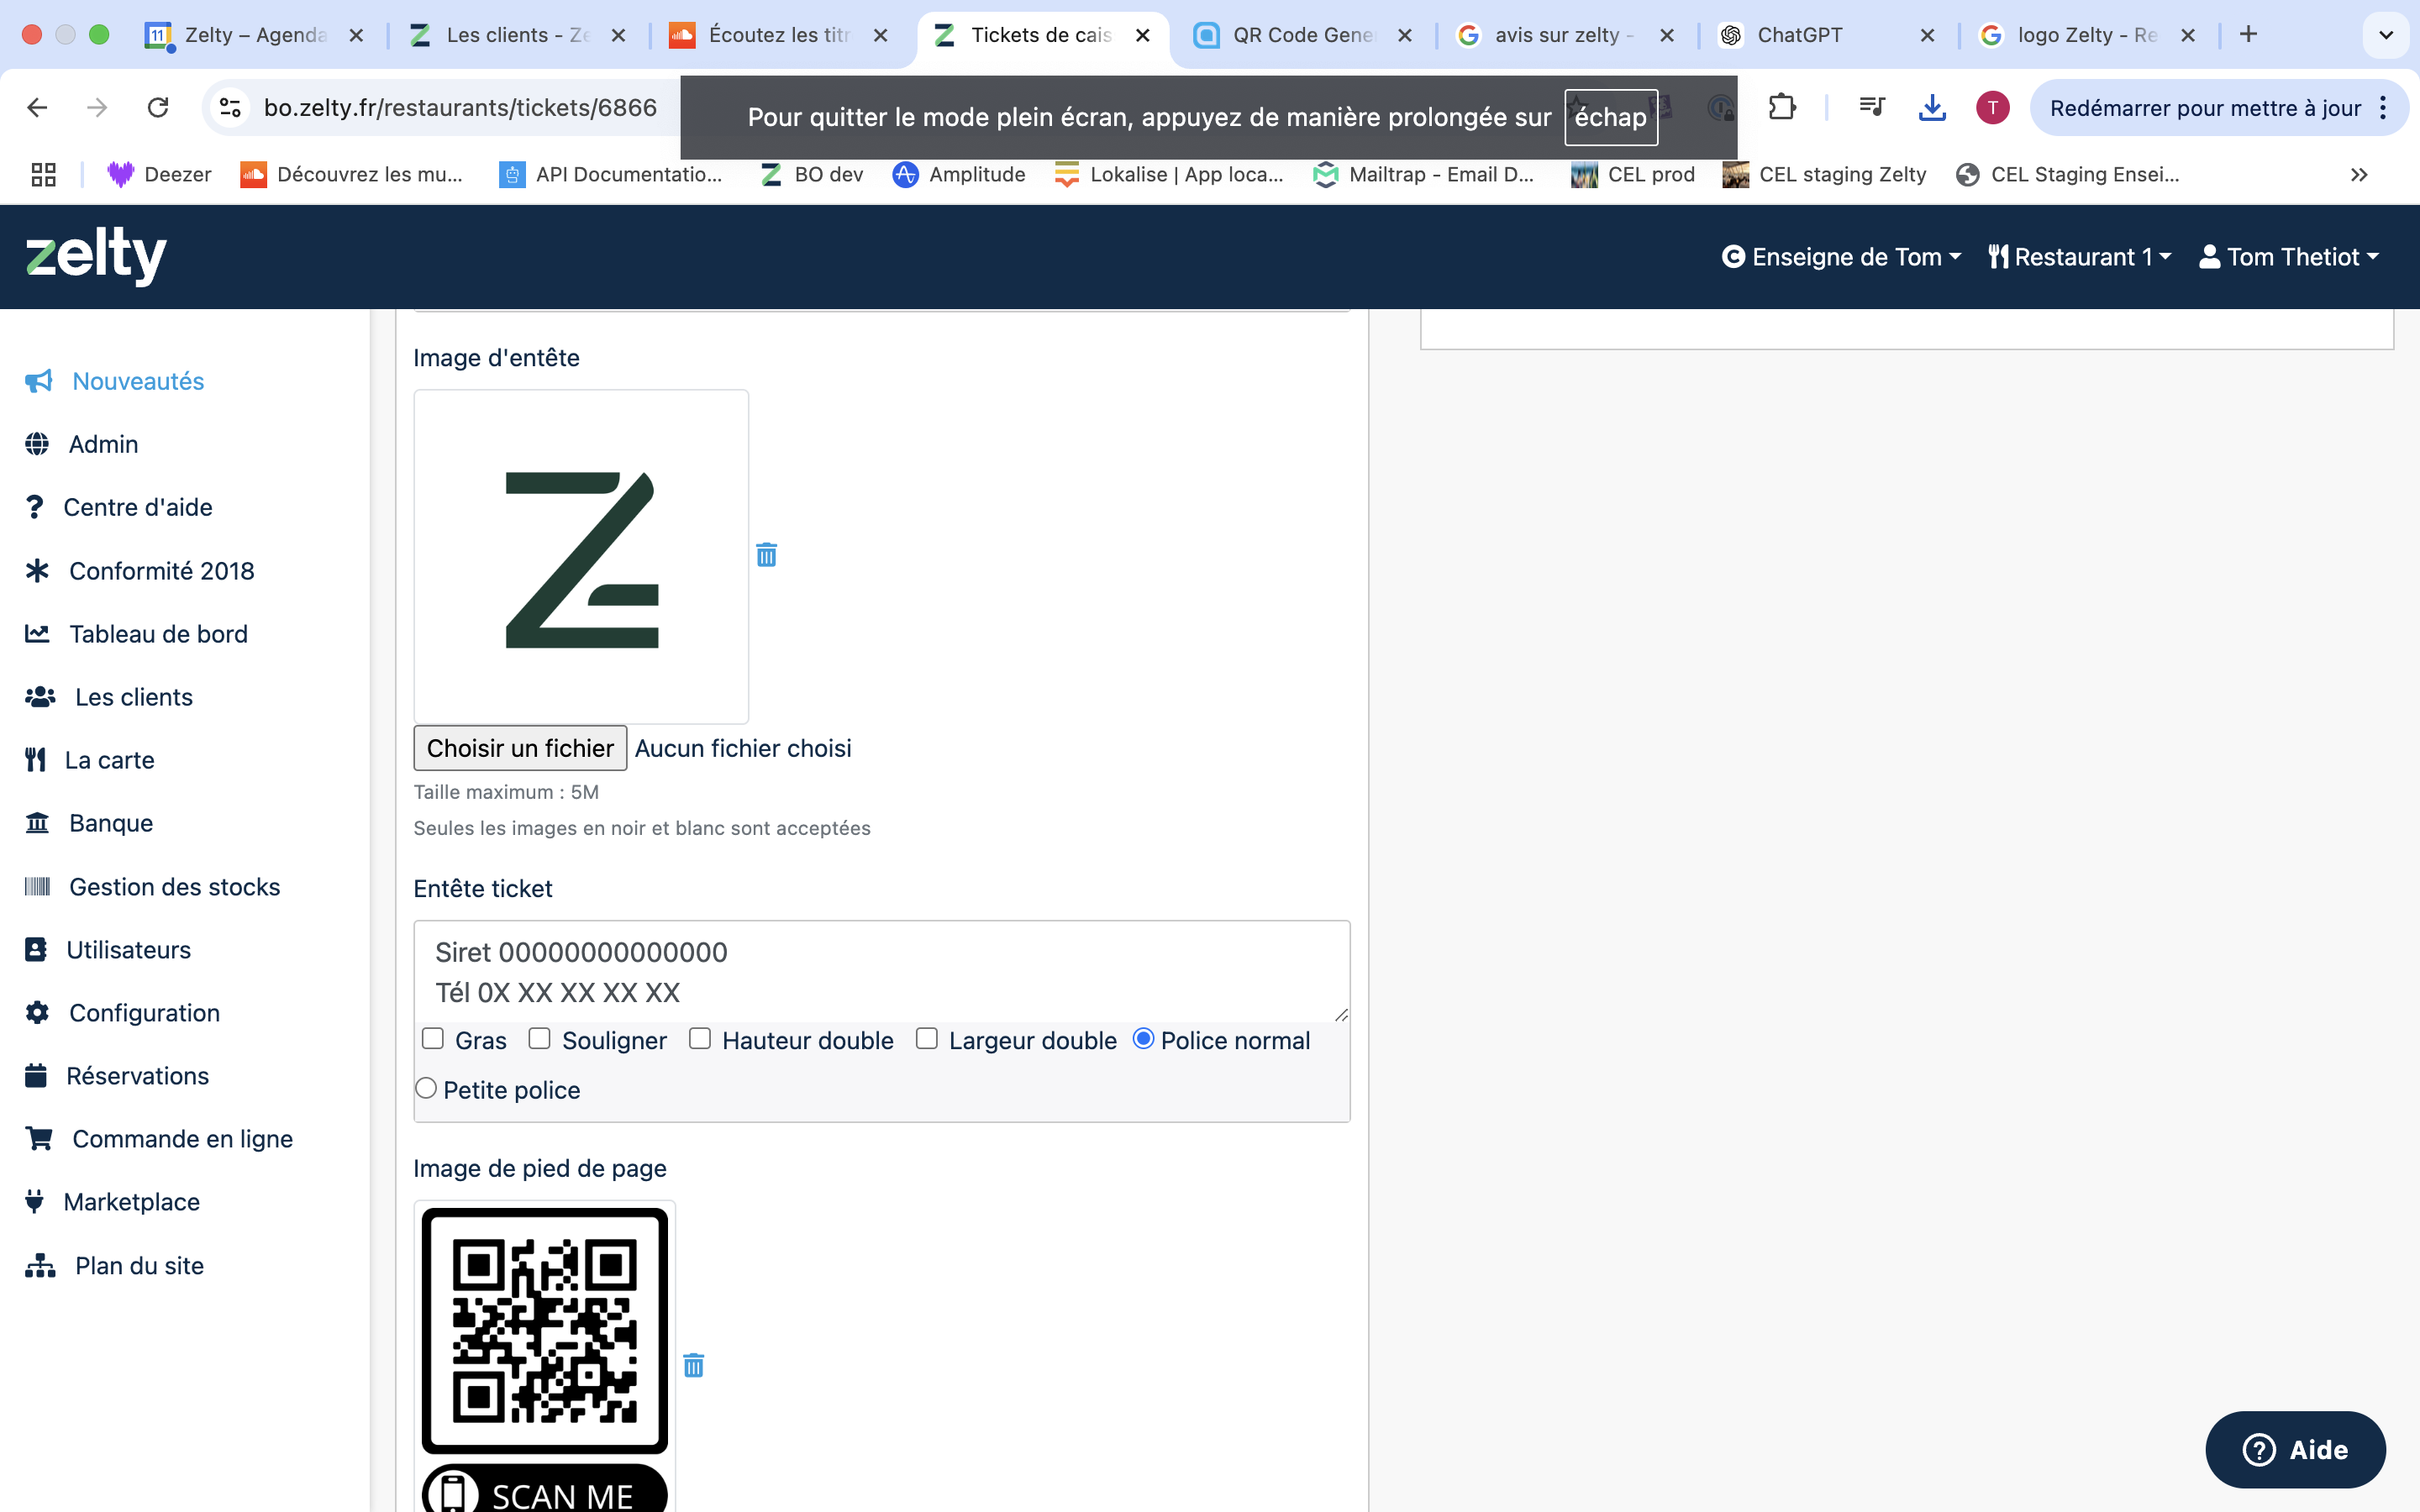 Zelty – Agenda
Les clients - Ze
Écoutez les titr
Tickets de cais
QR Code Gene
avis sur zelty -
ChatGPT
logo Zelty - Re
bo.zelty.fr/restaurants/tickets/6866
Pour quitter le mode plein écran, appuyez de manière prolongée sur échap
T
Redémarrer pour mettre à jour
Deezer
Découvrez les mu...
API Documentatio...
BO dev
Amplitude
Lokalise | App loca...
Mailtrap - Email D...
CEL prod
CEL staging Zelty
CEL Staging Ensei...
zelty
Enseigne de Tom
Restaurant 1
Tom Thetiot
Nouveautés
Admin
Centre d'aide
Conformité 2018
Tableau de bord
Les clients
La carte
Banque
Gestion des stocks
Utilisateurs
Configuration
Réservations
Commande en ligne
Marketplace
Plan du site
Image d'entête
Choisir un fichier Aucun fichier choisi
Taille maximum : 5M
Seules les images en noir et blanc sont acceptées
Entête ticket
Siret 00000000000000
Tél 0X XX XX XX XX
Gras Souligner Hauteur double Largeur double Police normal
Petite police
Image de pied de page
SCAN ME
Aide